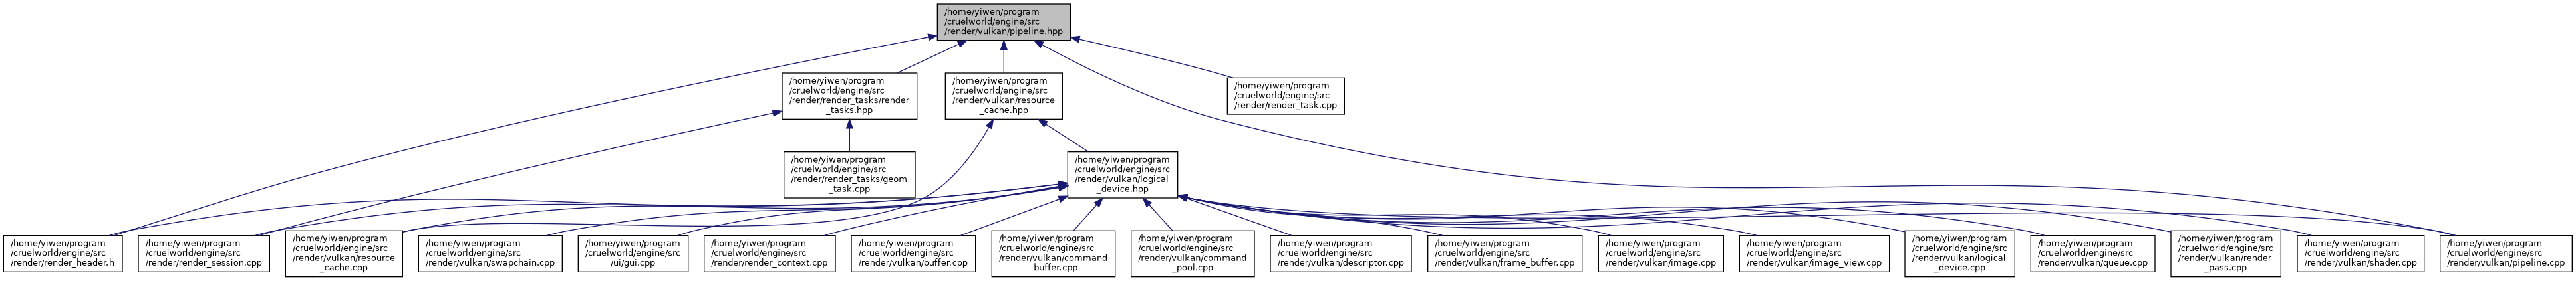 /home/yiwen/program
/cruelworld/engine/src
/render/vulkan/pipeline.hpp
/home/yiwen/program
/cruelworld/engine/src
/render/render_tasks/render
_tasks.hpp
/home/yiwen/program
/cruelworld/engine/src
/render/vulkan/resource
_cache.hpp
/home/yiwen/program
/cruelworld/engine/src
/render/render_task.cpp
/home/yiwen/program
/cruelworld/engine/src
/render/render_tasks/geom
_task.cpp
/home/yiwen/program
/cruelworld/engine/src
/render/vulkan/logical
_device.hpp
/home/yiwen/program
/cruelworld/engine/src
/render/render_header.h
/home/yiwen/program
/cruelworld/engine/src
/render/render_session.cpp
/home/yiwen/program
/cruelworld/engine/src
/render/vulkan/resource
_cache.cpp
/home/yiwen/program
/cruelworld/engine/src
/render/vulkan/swapchain.cpp
/home/yiwen/program
/cruelworld/engine/src
/ui/gui.cpp
/home/yiwen/program
/cruelworld/engine/src
/render/render_context.cpp
/home/yiwen/program
/cruelworld/engine/src
/render/vulkan/buffer.cpp
/home/yiwen/program
/cruelworld/engine/src
/render/vulkan/command
_buffer.cpp
/home/yiwen/program
/cruelworld/engine/src
/render/vulkan/command
_pool.cpp
/home/yiwen/program
/cruelworld/engine/src
/render/vulkan/descriptor.cpp
/home/yiwen/program
/cruelworld/engine/src
/render/vulkan/frame_buffer.cpp
/home/yiwen/program
/cruelworld/engine/src
/render/vulkan/image.cpp
/home/yiwen/program
/cruelworld/engine/src
/render/vulkan/image_view.cpp
/home/yiwen/program
/cruelworld/engine/src
/render/vulkan/logical
_device.cpp
/home/yiwen/program
/cruelworld/engine/src
/render/vulkan/queue.cpp
/home/yiwen/program
/cruelworld/engine/src
/render/vulkan/render
_pass.cpp
/home/yiwen/program
/cruelworld/engine/src
/render/vulkan/shader.cpp
/home/yiwen/program
/cruelworld/engine/src
/render/vulkan/pipeline.cpp